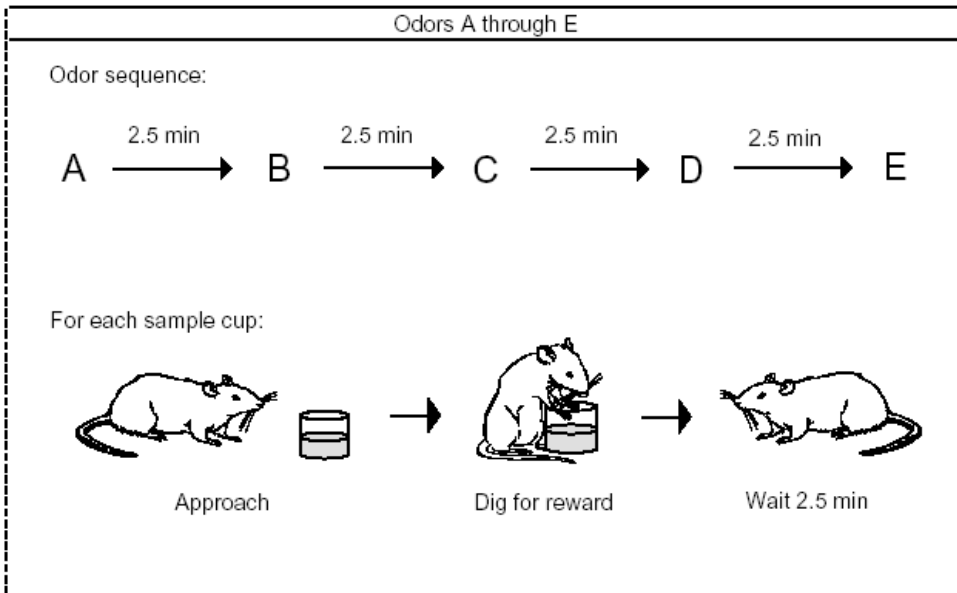 Odors A through E
Odor sequence:
2.5 min 2.5 min 2.5 min 2.5 min
A B C D E
For each sample cup:
Approach Dig for reward Wait 2.5 min